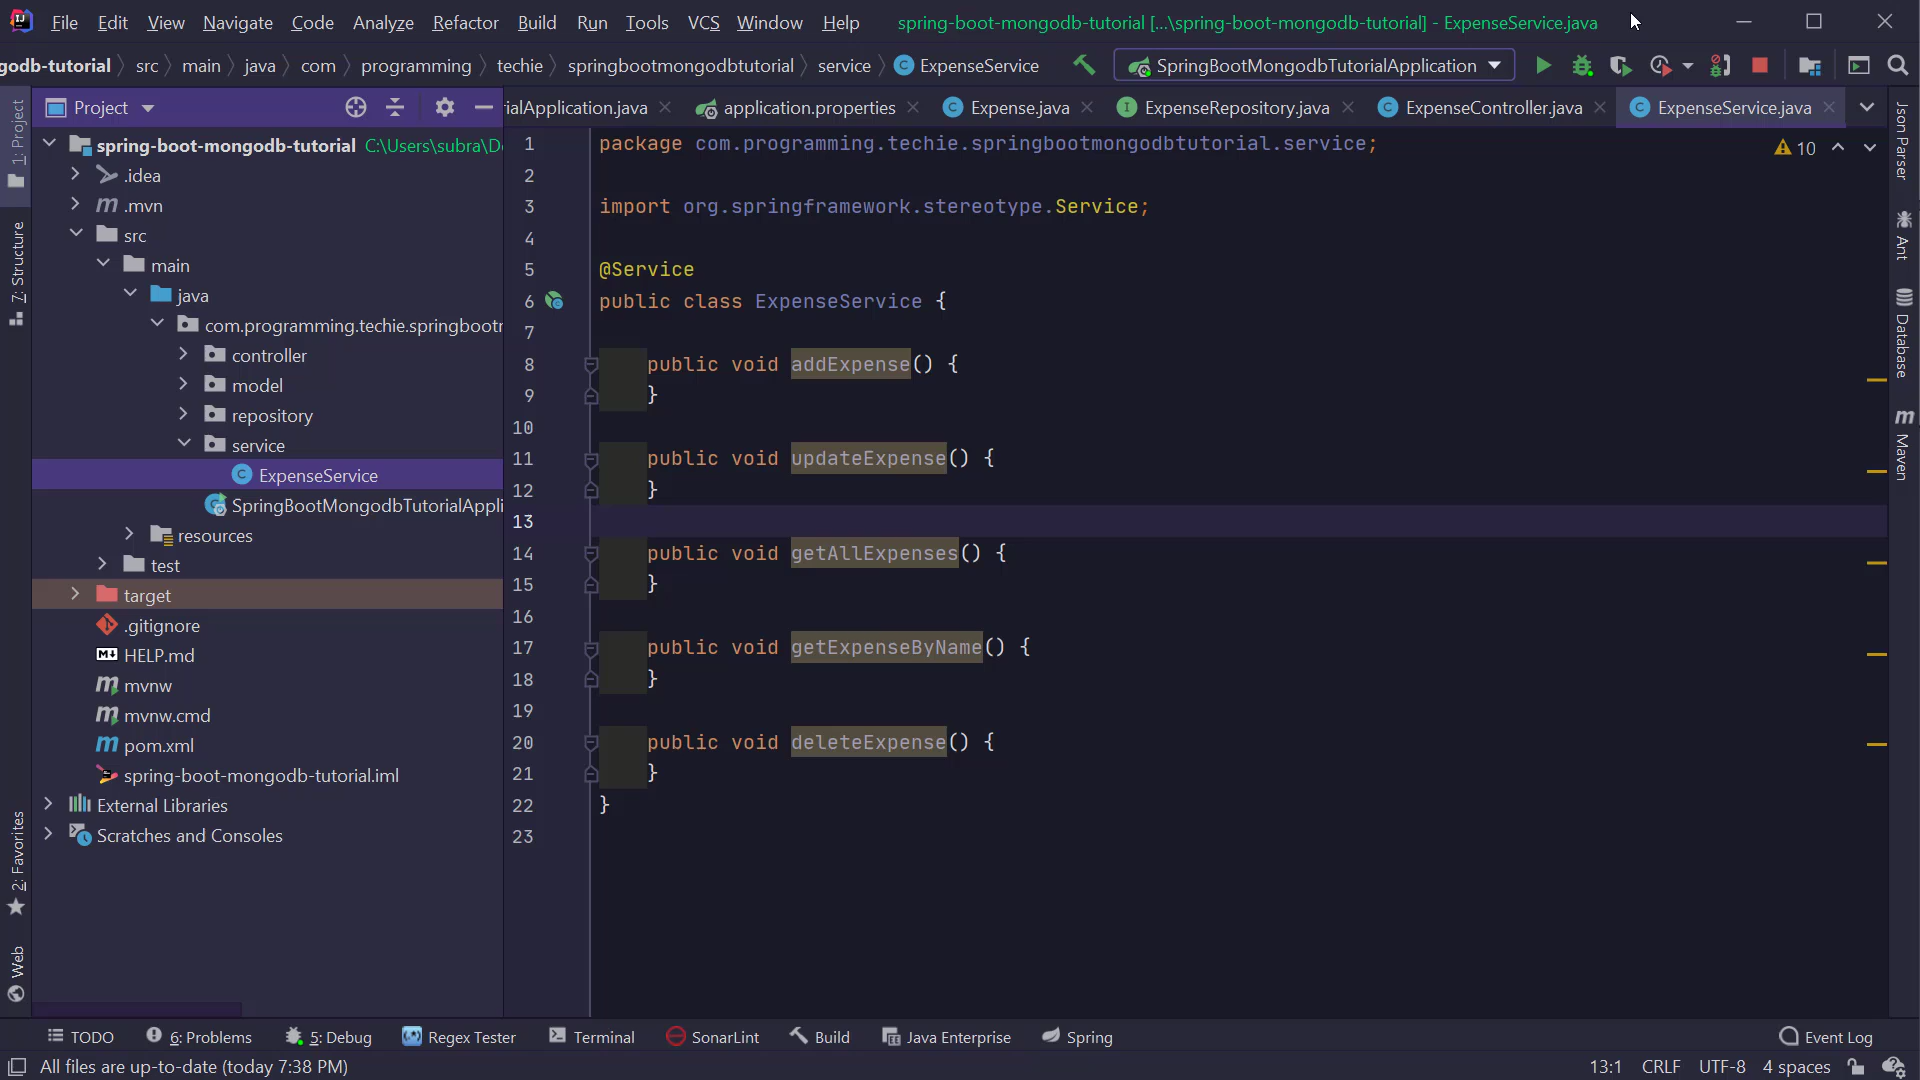 File Edit View Navigate Code Analyze Refactor Build Run Tools VCS Window Help spring-boot-mongodb-tutorial [...\spring-boot-mongodb-tutorial] - ExpenseService.java
godb-tutorial src main java com programming techie springbootmongodbtutorial service ExpenseService SpringBootMongodbTutorialApplication
Project rialApplication.java application.properties Expense.java ExpenseRepository.java ExpenseController.java ExpenseService.java
1: Project
7: Structure
2: Favorites
Web
spring-boot-mongodb-tutorial C:\Users\subra\D
.idea
.mvn
src
main
java
com.programming.techie.springboot
controller
model
repository
service
ExpenseService
SpringBootMongodbTutorialAppli
resources
test
target
.gitignore
HELP.md
mvnw
mvnw.cmd
pom.xml
spring-boot-mongodb-tutorial.iml
External Libraries
Scratches and Consoles
1 package com.programming.techie.springbootmongodbtutorial.service;
2
3 import org.springframework.stereotype.Service;
4
5 @Service
6 public class ExpenseService {
7
8 public void addExpense() {
9 }
10
11 public void updateExpense() {
12 }
13
14 public void getAllExpenses() {
15 }
16
17 public void getExpenseByName() {
18 }
19
20 public void deleteExpense() {
21 }
22 }
23
10
Json Parser
Ant
Database
Maven
TODO 6: Problems 5: Debug Regex Tester Terminal SonarLint Build Java Enterprise Spring Event Log
All files are up-to-date (today 7:38 PM) 13:1 CRLF UTF-8 4 spaces